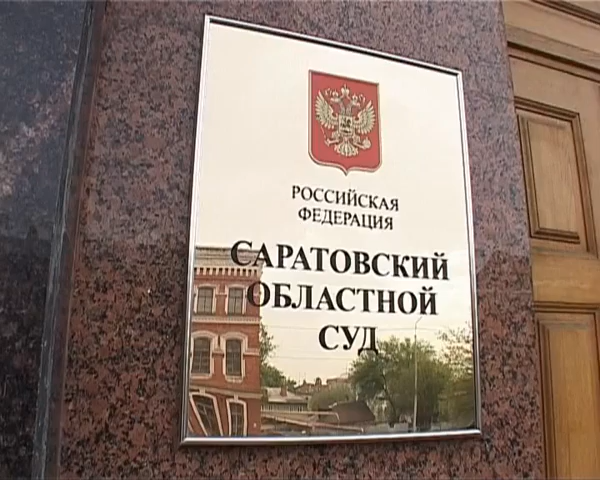 РОССИЙСКАЯ
ФЕДЕРАЦИЯ
САРАТОВСКИЙ
ОБЛАСТНОЙ
СУД